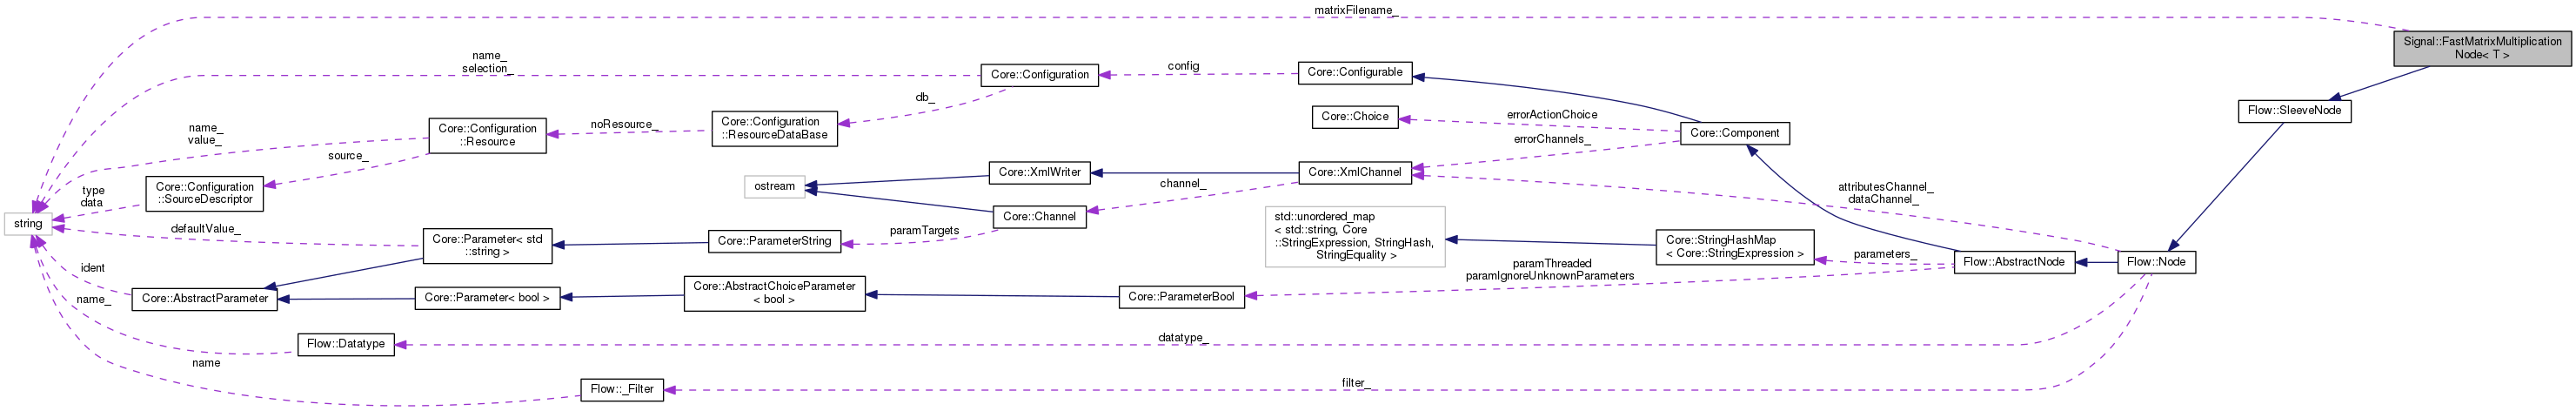 matrixFilename_
Signal::FastMatrixMultiplication
Node< T >
name_
selection_
Core::Configuration
config
Core::Configurable
db_
Flow::SleeveNode
name_
value_
Core::Configuration
::Resource
noResource_
Core::Configuration
::ResourceDataBase
Core::Choice
errorActionChoice
Core::Component
errorChannels_
source_
type
data
Core::Configuration
::SourceDescriptor
ostream
Core::XmlWriter
channel_
Core::XmlChannel
attributesChannel_
dataChannel_
string
defaultValue_
Core::Parameter< std
::string >
Core::ParameterString
paramTargets
Core::Channel
std::unordered_map
< std::string, Core
::StringExpression, StringHash,
StringEquality >
Core::StringHashMap
< Core::StringExpression >
parameters_
Flow::AbstractNode
Flow::Node
ident
name_
Core::AbstractParameter
Core::Parameter< bool >
Core::AbstractChoiceParameter
< bool >
Core::ParameterBool
paramThreaded
paramIgnoreUnknownParameters
Flow::Datatype
datatype_
name
Flow::_Filter
filter_